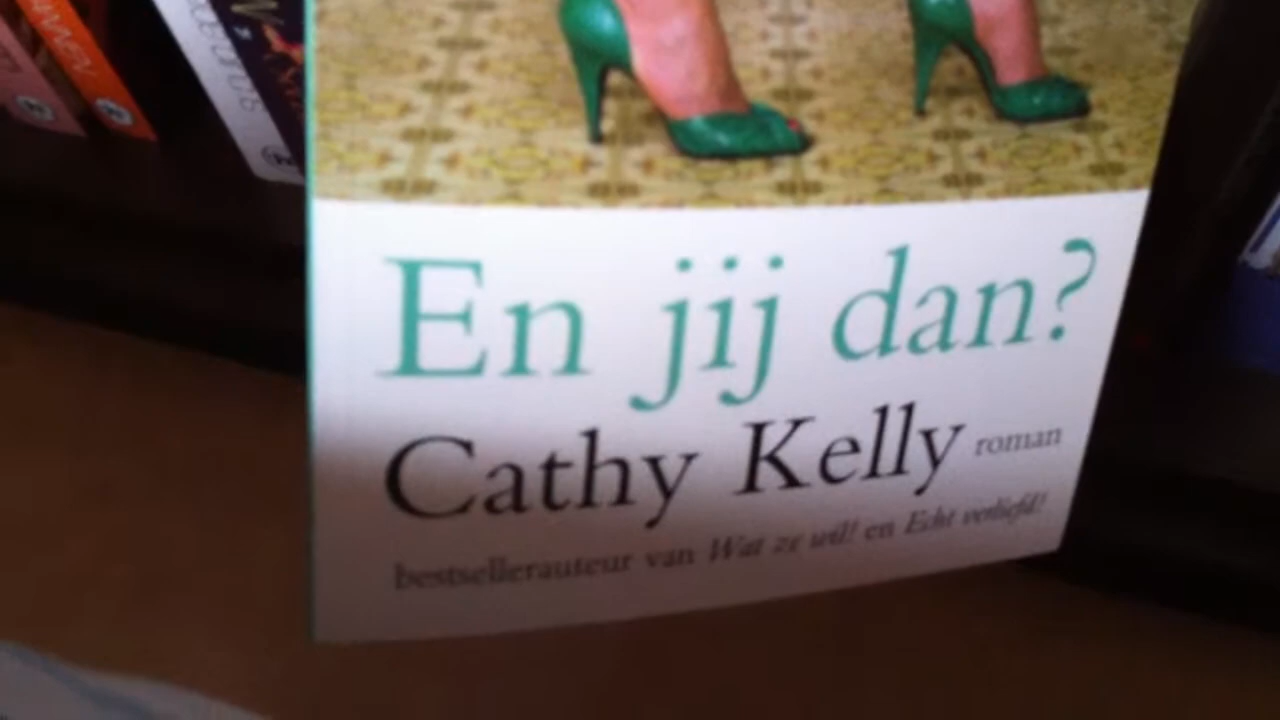 En jij dan?
Cathy Kelly roman
bestsellerauteur van Wat ze wil! en Echt verliefd!